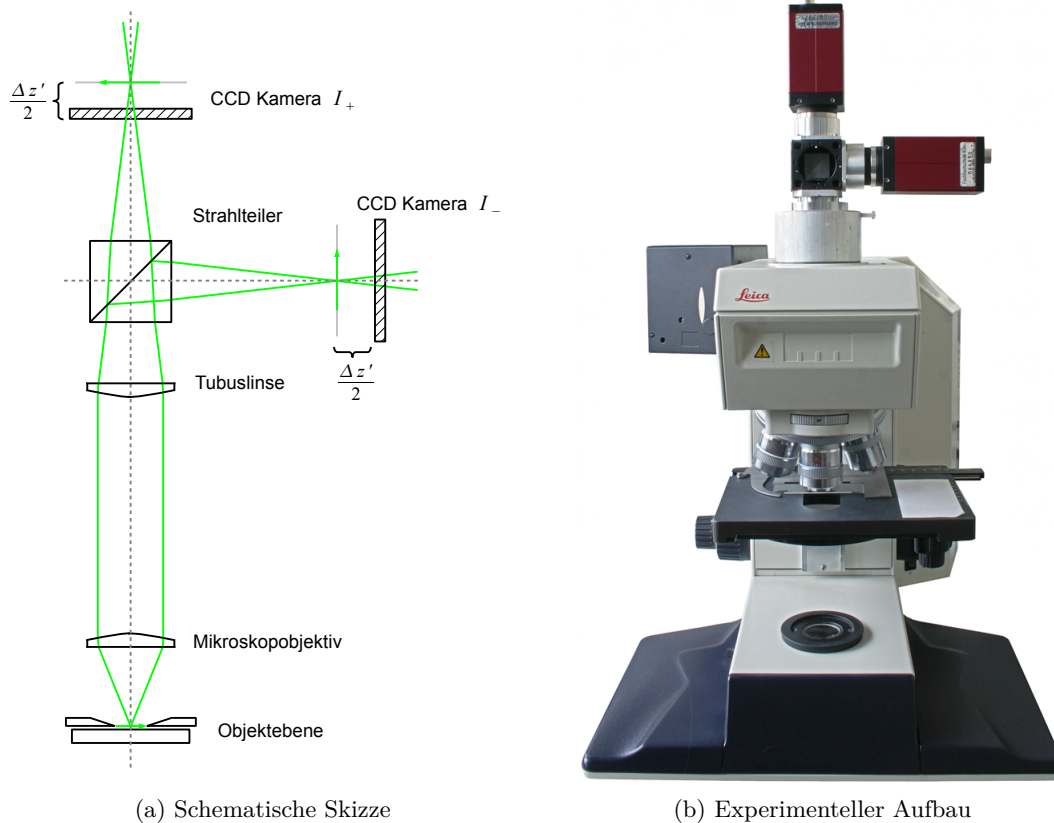 Δz′
2
CCD Kamera I₊
CCD Kamera I₋
Strahlteiler
Δz′
2
Tubuslinse
Mikroskopobjektiv
Objektebene
Leica
(a) Schematische Skizze
(b) Experimenteller Aufbau